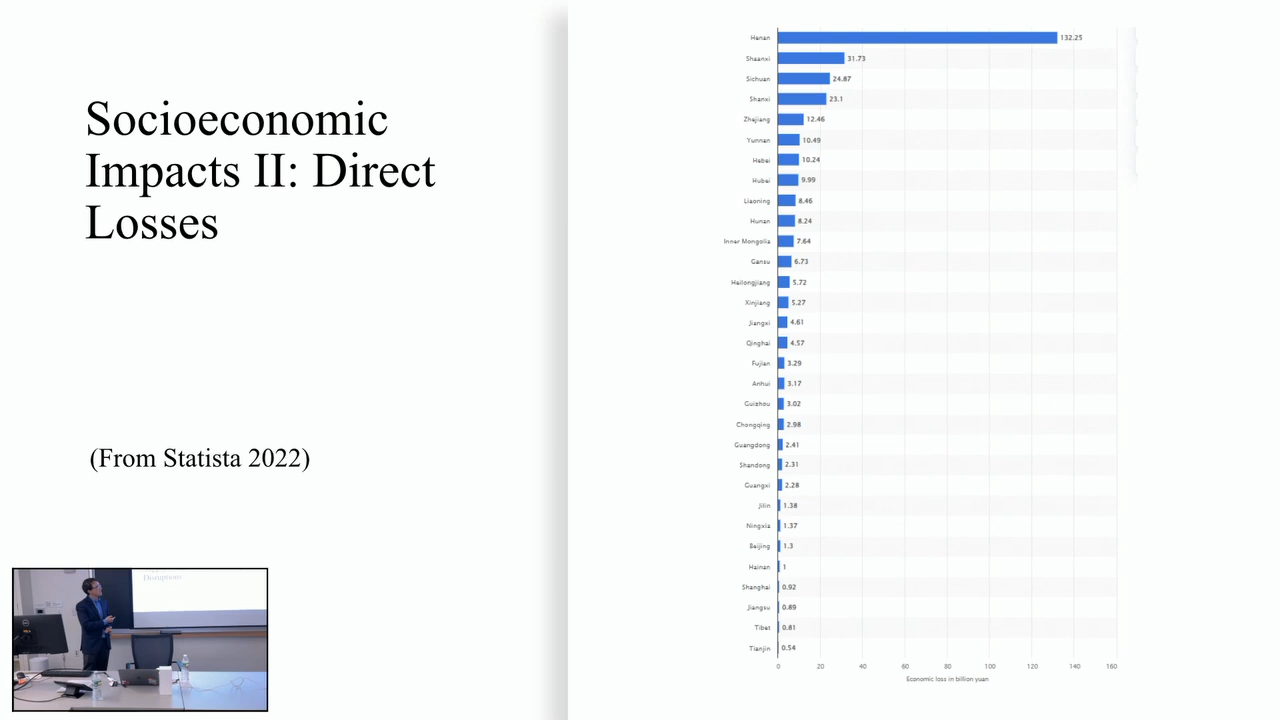 Socioeconomic
Impacts II: Direct
Losses
(From Statista 2022)
Henan 132.25
Shaanxi 31.73
Sichuan 24.87
Shanxi 23.1
Zhejiang 12.46
Yunnan 10.49
Hebei 10.24
Hubei 9.99
Liaoning 8.46
Hunan 8.24
Inner Mongolia 7.64
Gansu 6.73
Heilongjiang 5.72
Xinjiang 5.27
Jiangxi 4.61
Qinghai 4.57
Fujian 3.29
Anhui 3.17
Guizhou 3.02
Chongqing 2.98
Guangdong 2.41
Shandong 2.31
Guangxi 2.28
Jilin 1.38
Ningxia 1.37
Beijing 1.3
Hainan 1
Shanghai 0.92
Jiangsu 0.89
Tibet 0.81
Tianjin 0.54
0 20 40 60 80 100 120 140 160
Economic loss in billion yuan
Disruptions